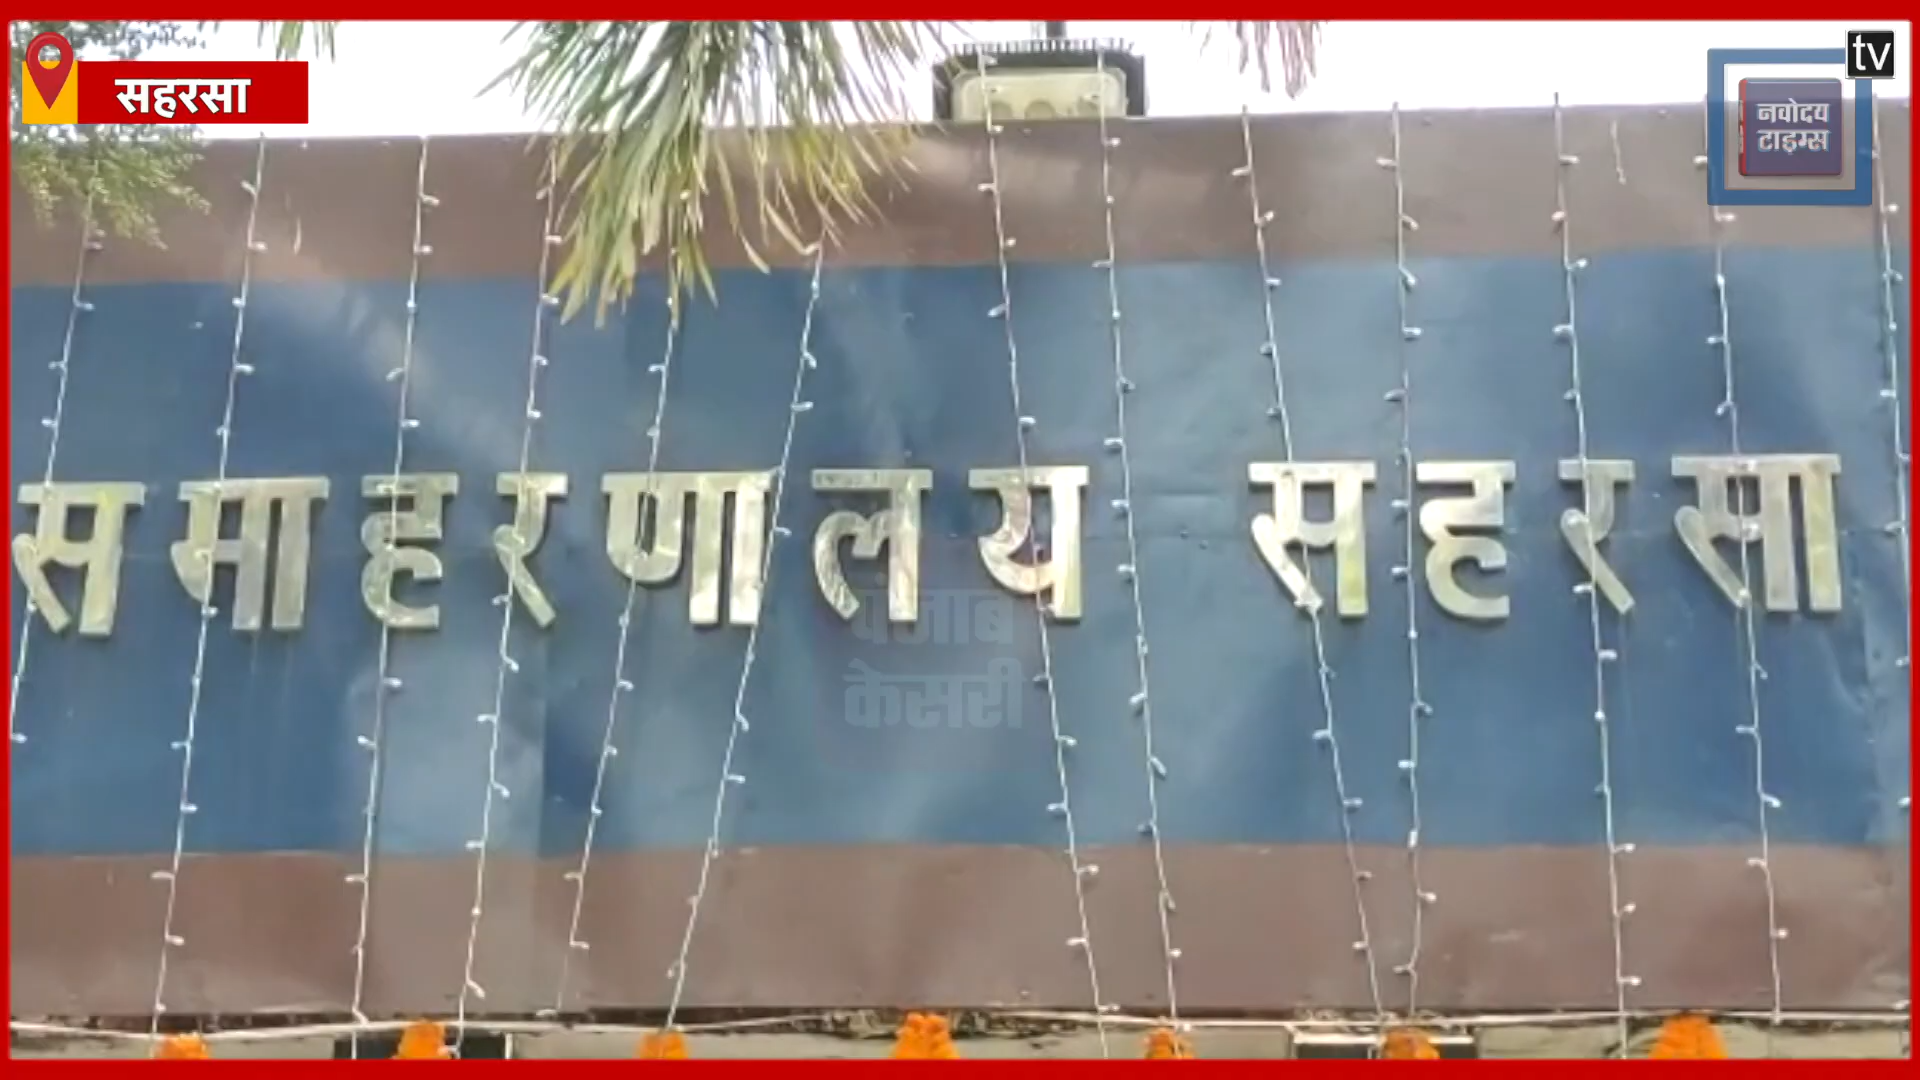 सहरसा
tv
नवोदय
टाइम्स
समाहरणालय सहरसा
पंजाब
केसरी